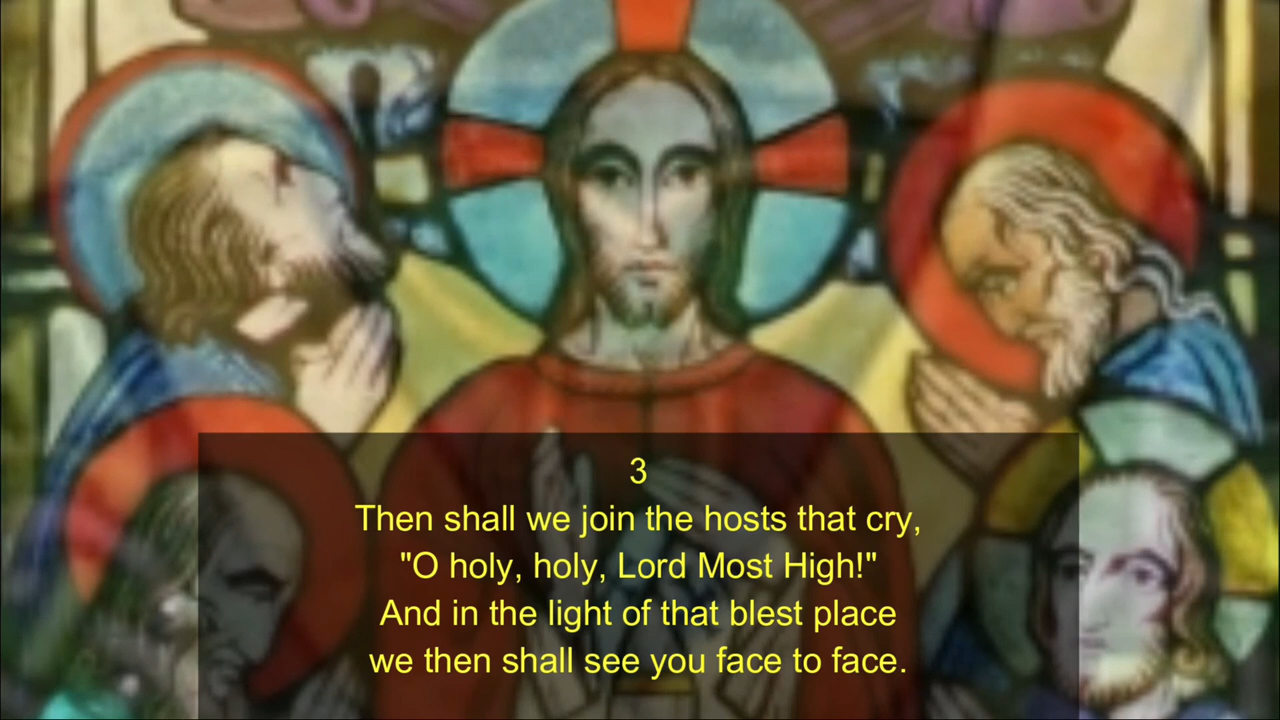 3
Then shall we join the hosts that cry,
"O holy, holy, Lord Most High!"
And in the light of that blest place
we then shall see you face to face.